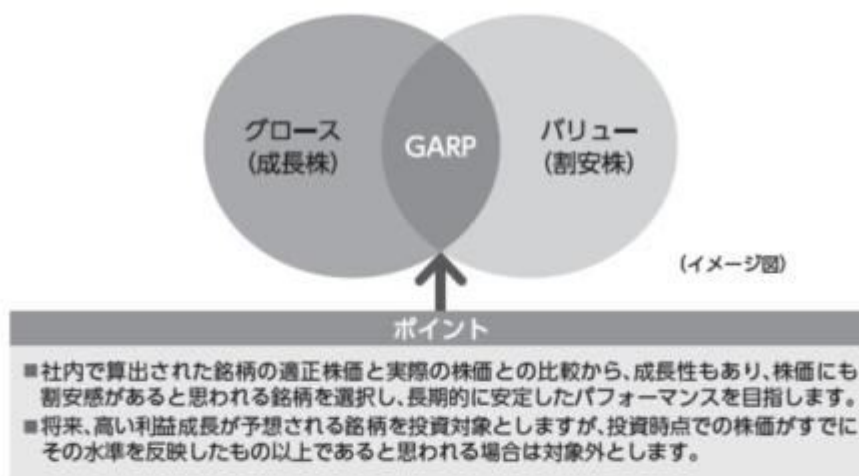 グロース
(成長株)
GARP
バリュー
(割安株)
(イメージ図)
ポイント
■社内で算出された銘柄の適正株価と実際の株価との比較から、成長性もあり、株価にも
割安感があると思われる銘柄を選択し、長期的に安定したパフォーマンスを目指します。
■将来、高い利益成長が予想される銘柄を投資対象としますが、投資時点での株価がすでに
その水準を反映したもの以上であると思われる場合は対象外とします。